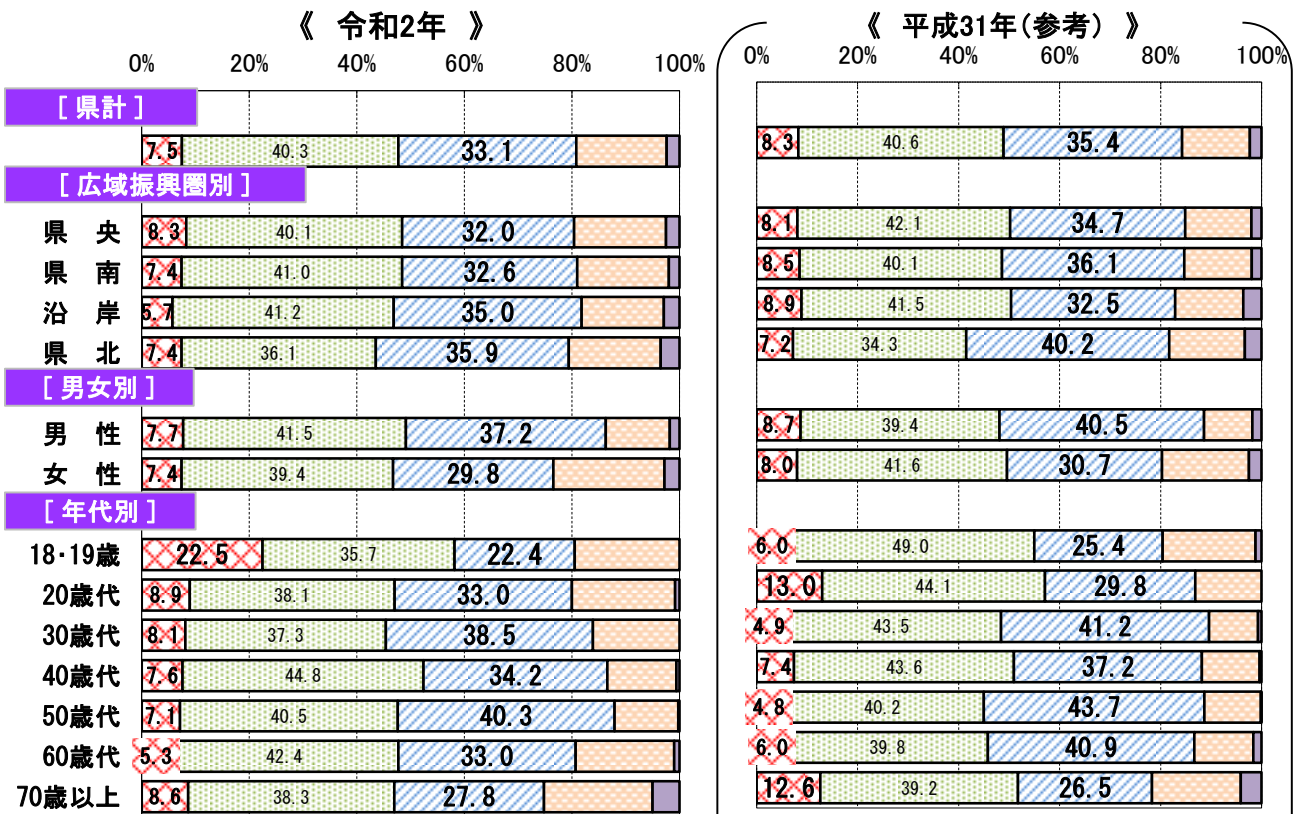 《 令和2年 》 《 平成31年(参考) 》
0% 20% 40% 60% 80% 100% 0% 20% 40% 60% 80% 100%
[ 県計 ]
7.5 40.3 33.1 8.3 40.6 35.4
[ 広域振興圏別 ]
県 央 8.3 40.1 32.0 8.1 42.1 34.7
県 南 7.4 41.0 32.6 8.5 40.1 36.1
沿 岸 5.7 41.2 35.0 8.9 41.5 32.5
県 北 7.4 36.1 35.9 7.2 34.3 40.2
[ 男女別 ]
男 性 7.7 41.5 37.2 8.7 39.4 40.5
女 性 7.4 39.4 29.8 8.0 41.6 30.7
[ 年代別 ]
18・19歳 22.5 35.7 22.4 6.0 49.0 25.4
20歳代 8.9 38.1 33.0 13.0 44.1 29.8
30歳代 8.1 37.3 38.5 4.9 43.5 41.2
40歳代 7.6 44.8 34.2 7.4 43.6 37.2
50歳代 7.1 40.5 40.3 4.8 40.2 43.7
60歳代 5.3 42.4 33.0 6.0 39.8 40.9
70歳以上 8.6 38.3 27.8 12.6 39.2 26.5